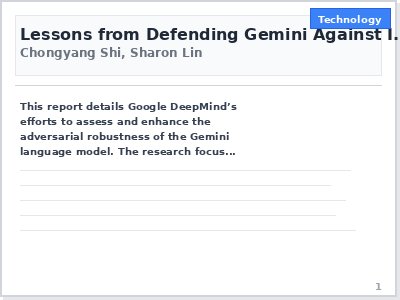 Technology
Lessons from Defending Gemini Against I.
Chongyang Shi, Sharon Lin
This report details Google DeepMind’s
efforts to assess and enhance the
adversarial robustness of the Gemini
language model. The research focus...
1